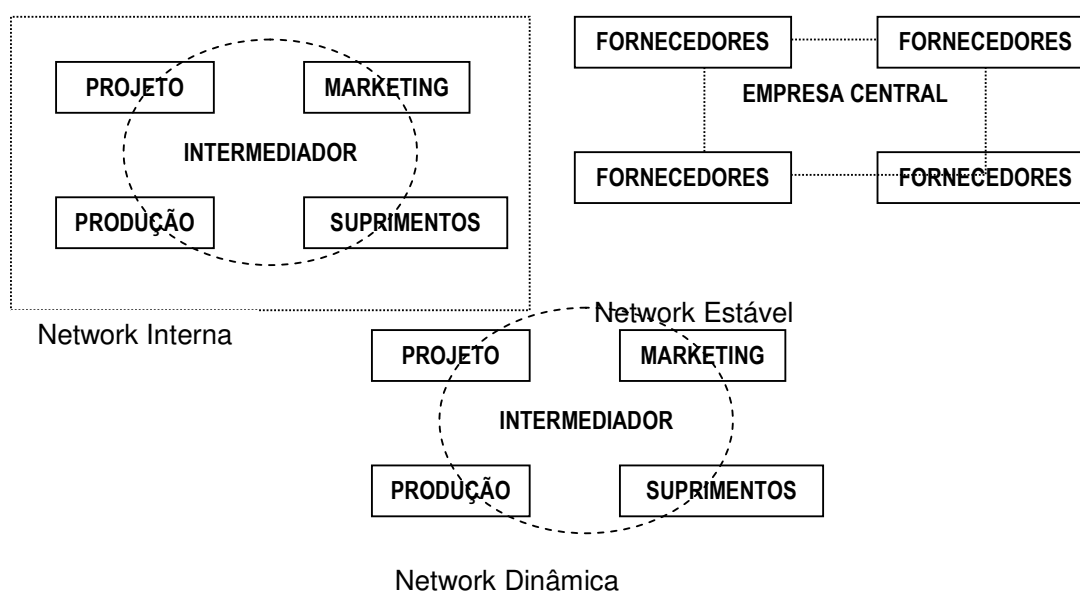 PROJETO
MARKETING
INTERMEDIADOR
PRODUÇÃO
SUPRIMENTOS
Network Interna
FORNECEDORES
FORNECEDORES
EMPRESA CENTRAL
FORNECEDORES
FORNECEDORES
Network Estável
PROJETO
MARKETING
INTERMEDIADOR
PRODUÇÃO
SUPRIMENTOS
Network Dinâmica